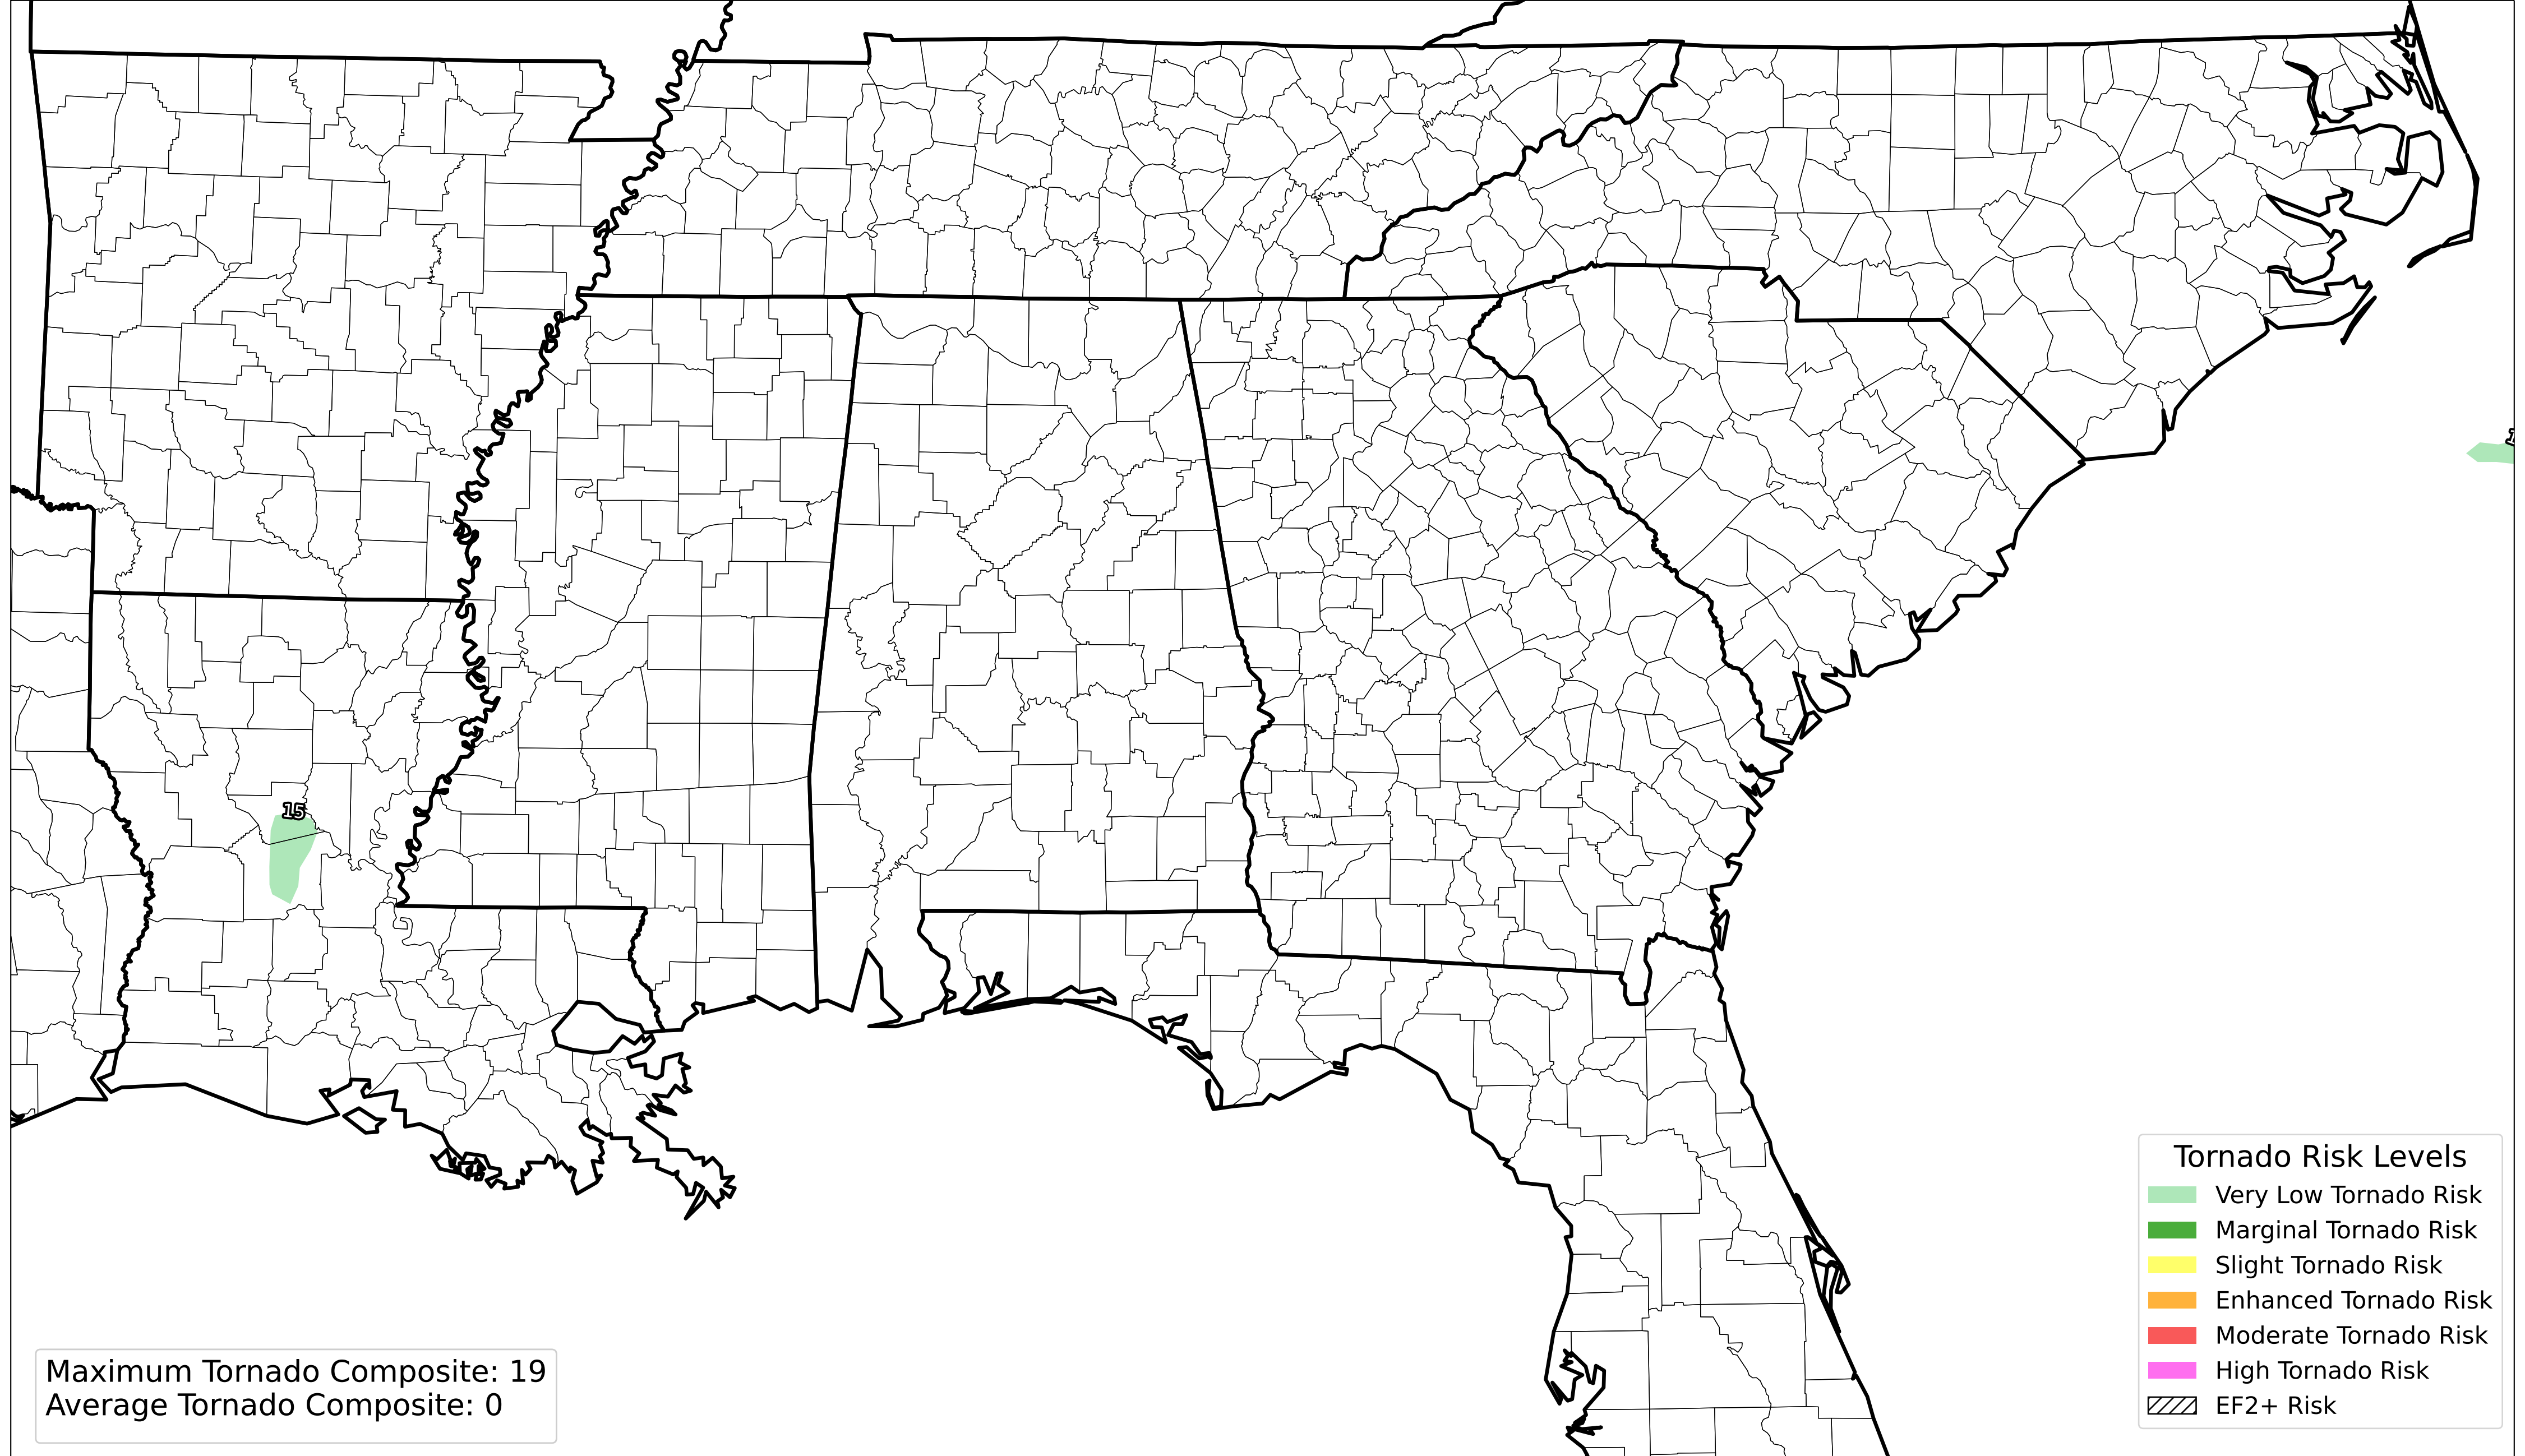 15
Tornado Risk Levels
Very Low Tornado Risk
Marginal Tornado Risk
Slight Tornado Risk
Enhanced Tornado Risk
Moderate Tornado Risk
High Tornado Risk
EF2+ Risk
Maximum Tornado Composite: 19
Average Tornado Composite: 0